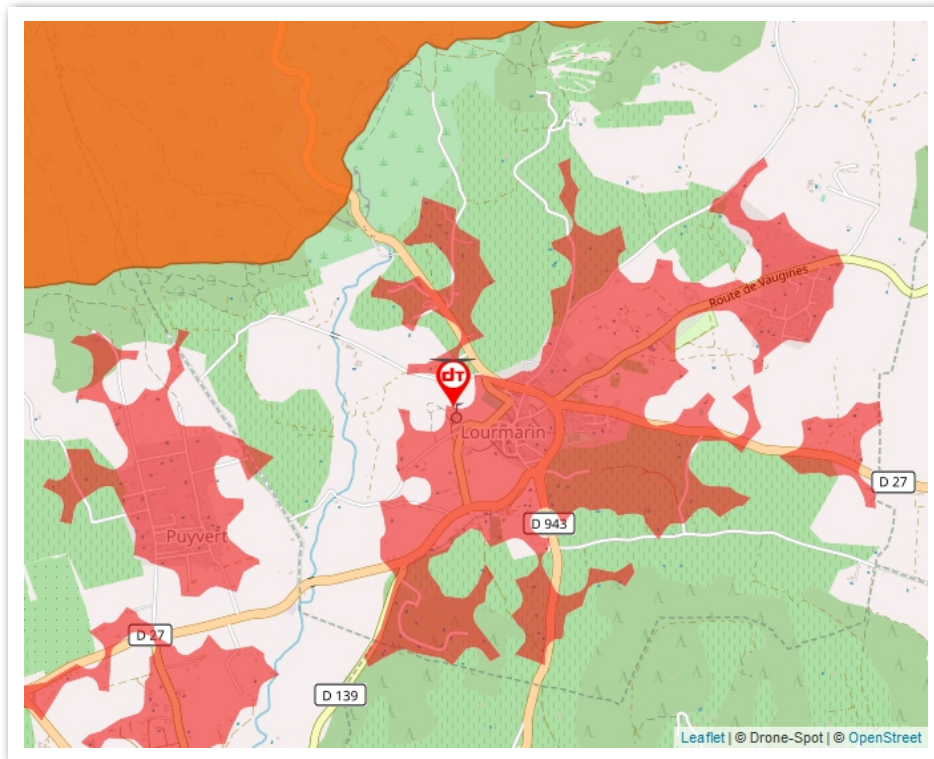 Route de Vaugines
dT
Lourmarin
D 27
D 943
Puyvert
D 27
D 139
Leaflet | © Drone-Spot | © OpenStreet